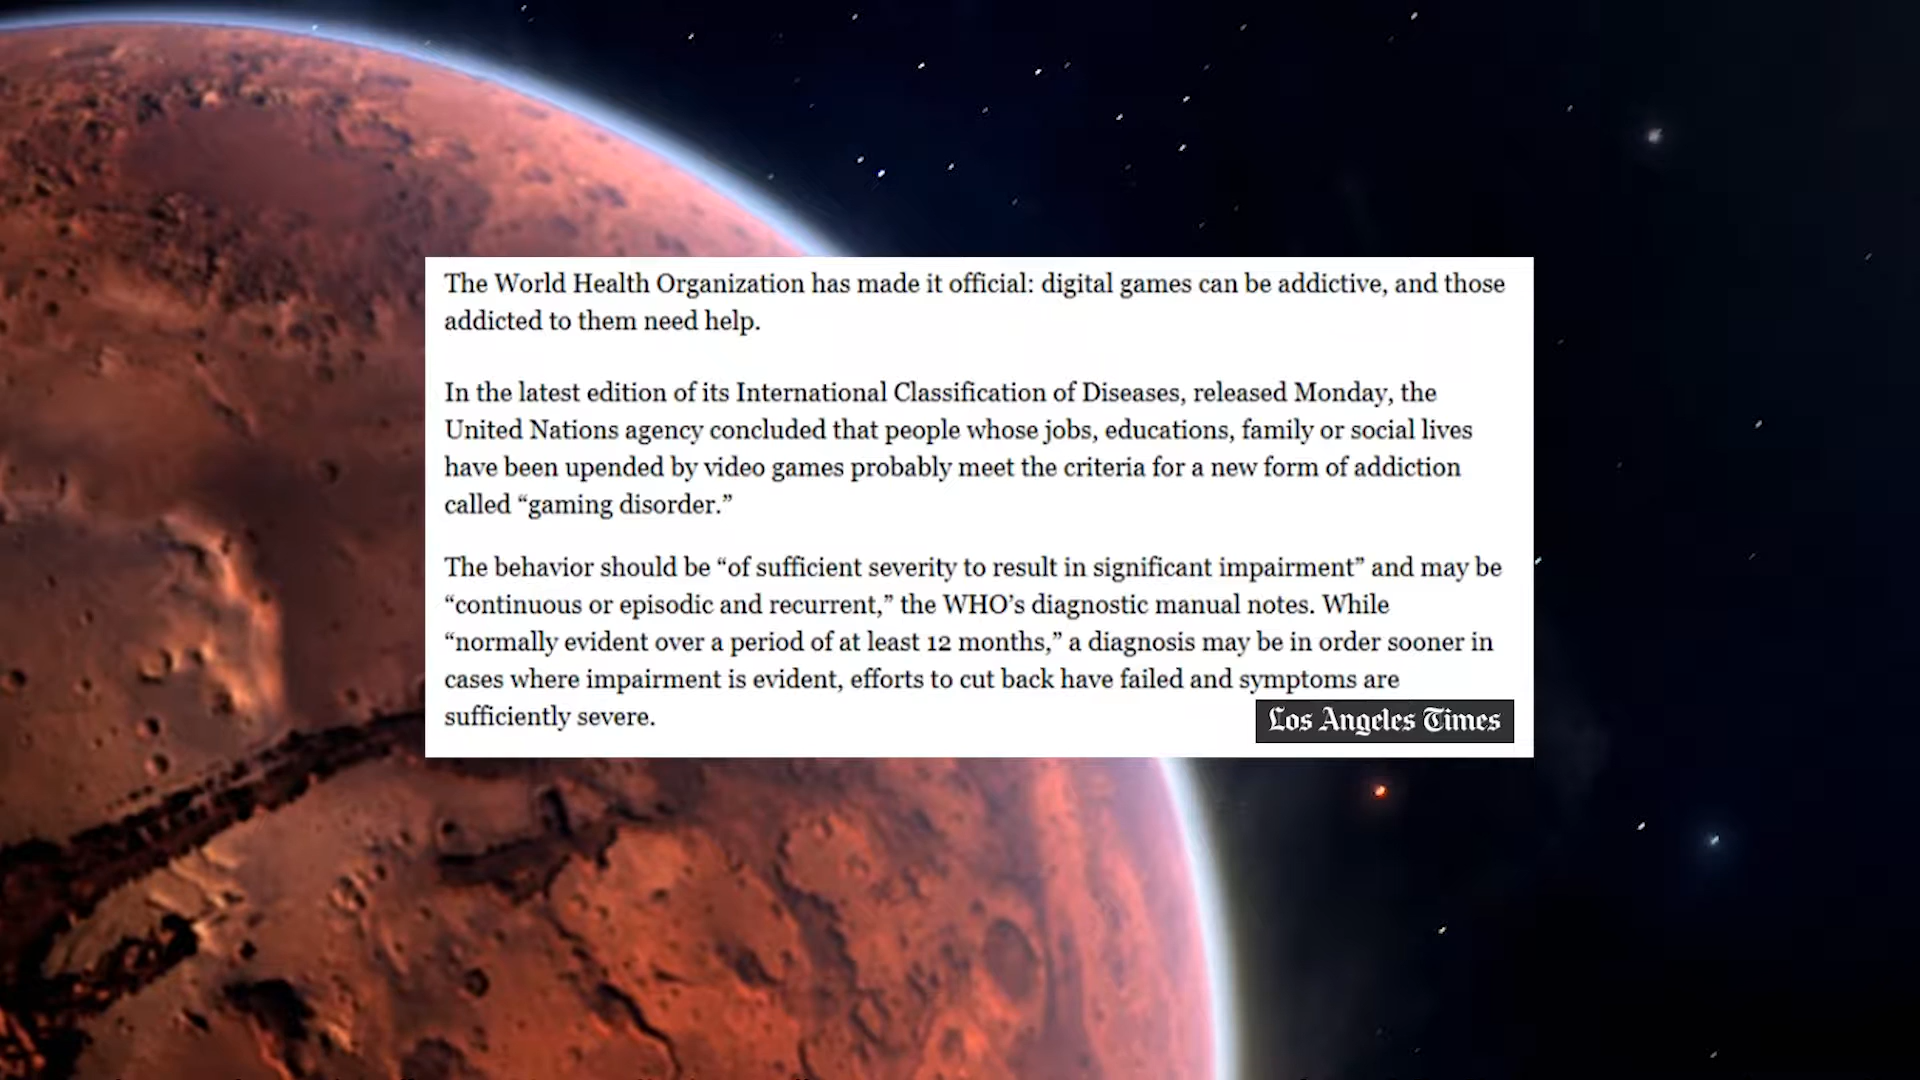 The World Health Organization has made it official: digital games can be addictive, and those
addicted to them need help.
In the latest edition of its International Classification of Diseases, released Monday, the
United Nations agency concluded that people whose jobs, educations, family or social lives
have been upended by video games probably meet the criteria for a new form of addiction
called “gaming disorder.”
The behavior should be “of sufficient severity to result in significant impairment” and may be
“continuous or episodic and recurrent,” the WHO’s diagnostic manual notes. While
“normally evident over a period of at least 12 months,” a diagnosis may be in order sooner in
cases where impairment is evident, efforts to cut back have failed and symptoms are
sufficiently severe.
Los Angeles Times